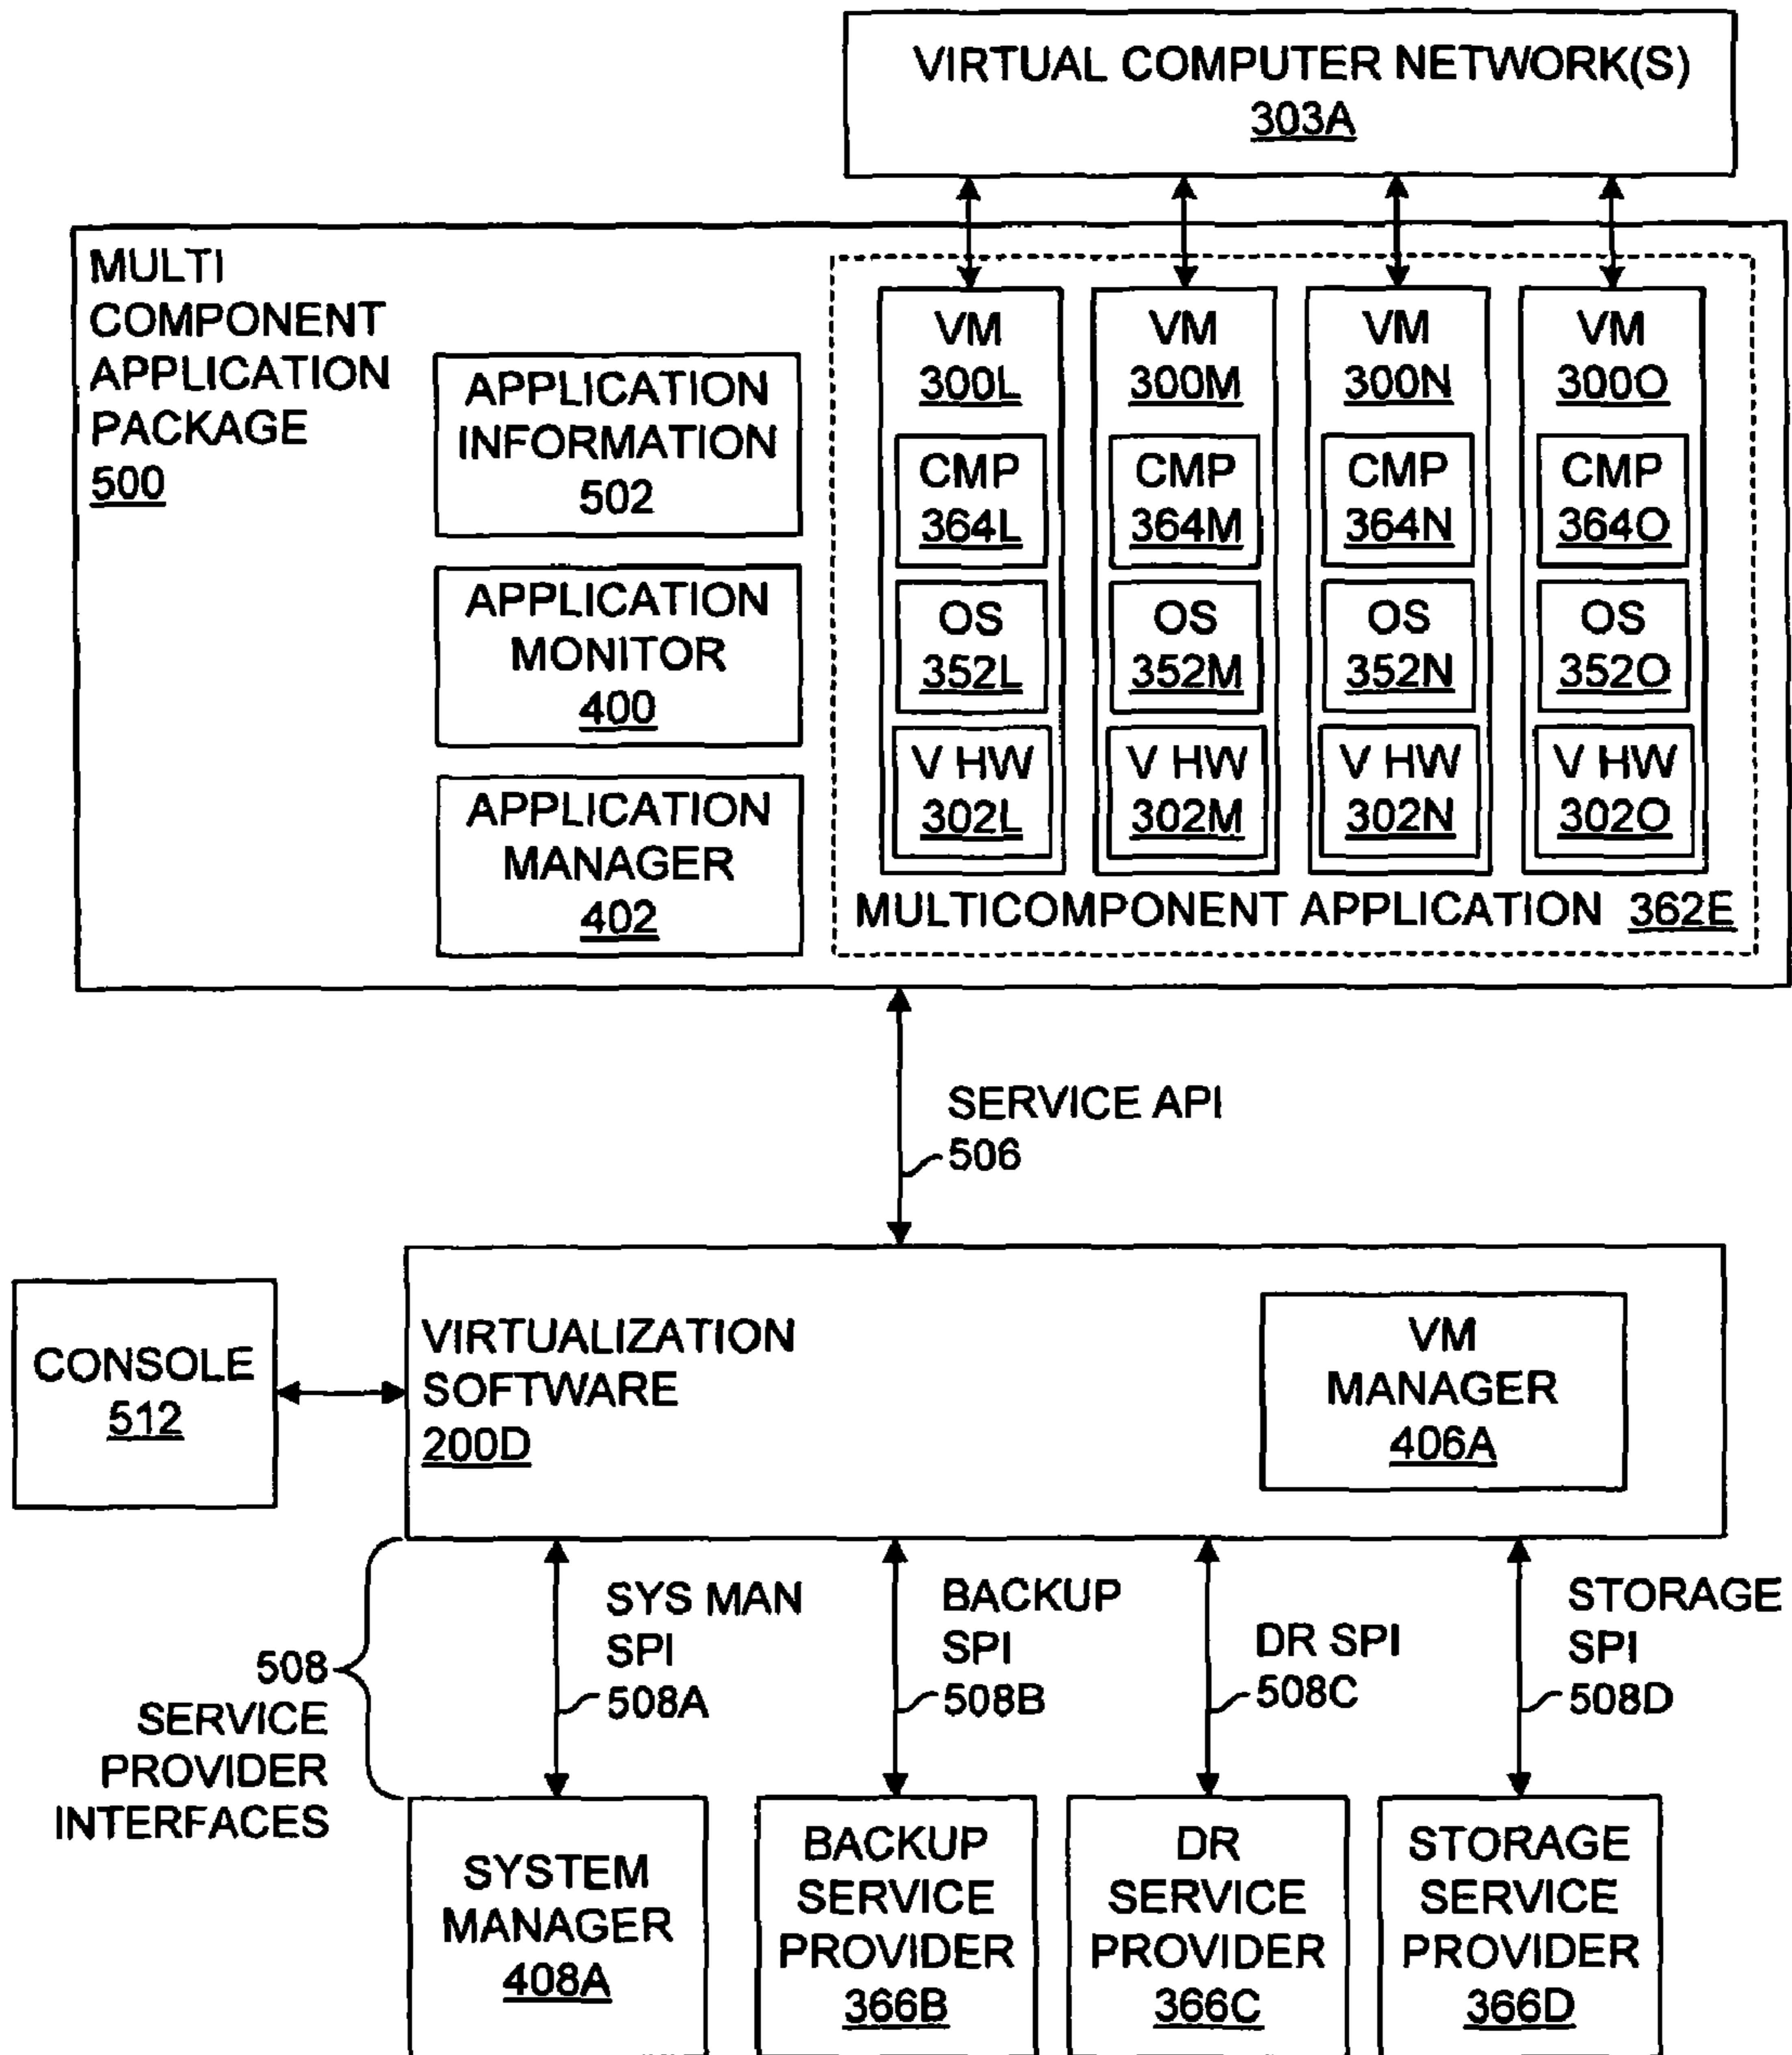 VIRTUAL COMPUTER NETWORK(S)
303A
MULTI
COMPONENT
APPLICATION
PACKAGE
500
APPLICATION
INFORMATION
502
APPLICATION
MONITOR
400
APPLICATION
MANAGER
402
VM
300L
CMP
364L
OS
352L
V HW
302L
VM
300M
CMP
364M
OS
352M
V HW
302M
VM
300N
CMP
364N
OS
352N
V HW
302N
VM
300O
CMP
364O
OS
352O
V HW
302O
MULTICOMPONENT APPLICATION 362E
SERVICE API
506
CONSOLE
512
VIRTUALIZATION
SOFTWARE
200D
VM
MANAGER
406A
508
SERVICE
PROVIDER
INTERFACES
SYS MAN
SPI
508A
BACKUP
SPI
508B
DR SPI
508C
STORAGE
SPI
508D
SYSTEM
MANAGER
408A
BACKUP
SERVICE
PROVIDER
366B
DR
SERVICE
PROVIDER
366C
STORAGE
SERVICE
PROVIDER
366D